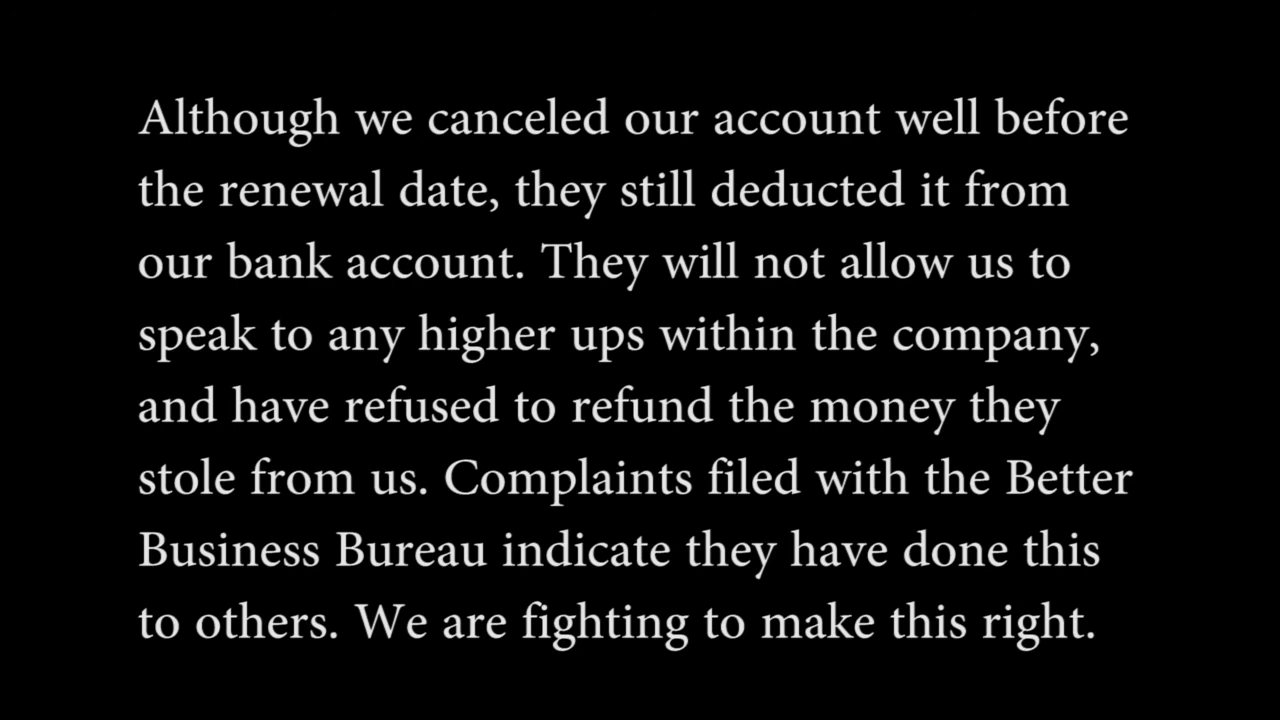 Although we canceled our account well before
the renewal date, they still deducted it from
our bank account. They will not allow us to
speak to any higher ups within the company,
and have refused to refund the money they
stole from us. Complaints filed with the Better
Business Bureau indicate they have done this
to others. We are fighting to make this right.